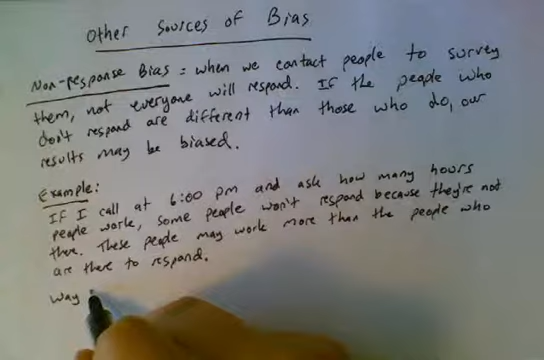 Other Sources of Bias
Non-response Bias = when we contact people to survey
them, not everyone will respond. If the people who
don't respond are different than those who do, our
results may be biased.
Example:
If I call at 6:00 pm and ask how many hours
people work, some people won't respond because they're not
there. These people may work more than the people who
are there to respond.
Way